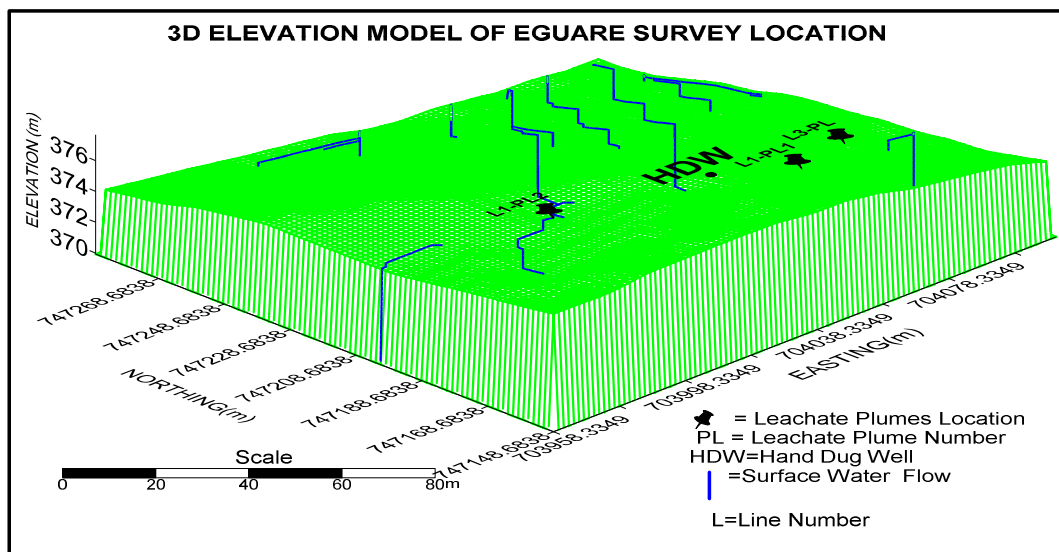 3D ELEVATION MODEL OF EGUARE SURVEY LOCATION
ELEVATION (m)
376
374
372
370
L3-PL
L1-PL1
HDW
L1-PL2
747268.6838
747248.6838
747228.6838
747208.6838
747188.6838
747168.6838
747148.6838
NORTHING(m)
703958.3349
703998.3349
704038.3349
704078.3349
EASTING(m)
= Leachate Plumes Location
PL = Leachate Plume Number
HDW=Hand Dug Well
=Surface Water Flow
L=Line Number
Scale
0 20 40 60 80m